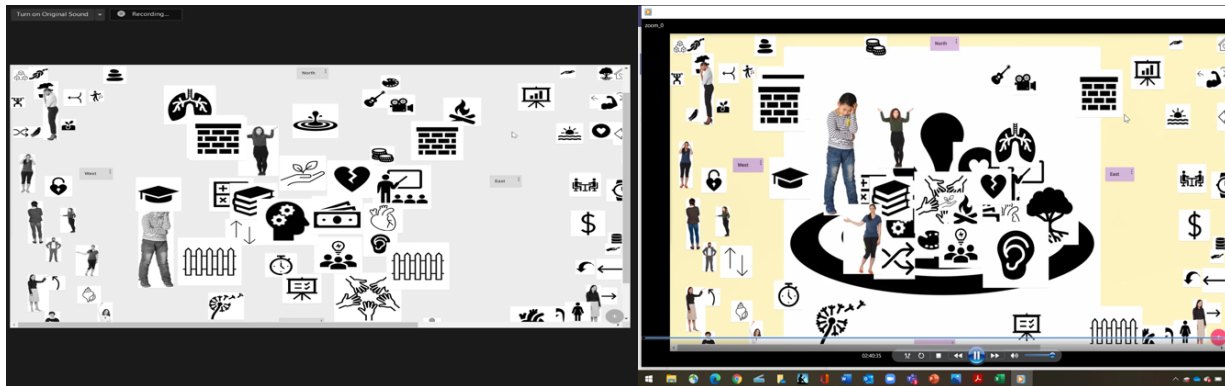 Turn on Original Sound
Recording...
North
West
East
zoom_0
North
West
East
02:40:35